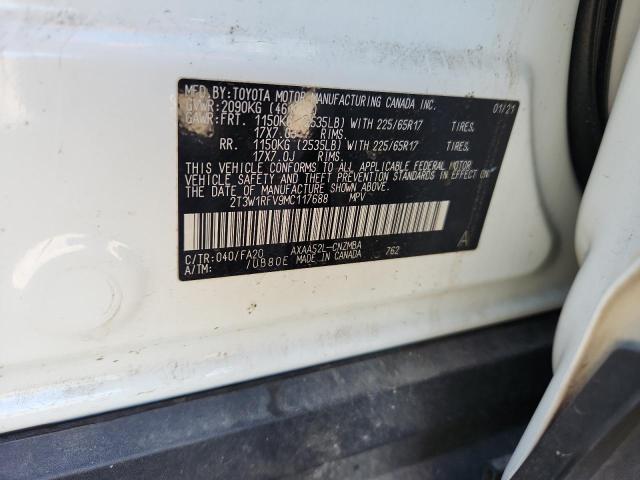 MFD.BY:TOYOTA MOTOR MANUFACTURING CANADA INC. 01/21
GVWR:2090KG
GAWR:FRT. 1150KG (2535LB) WITH 225/65R17 TIRES,
17X7.0J RIMS.
RR. 1150KG (2535LB) WITH 225/65R17 TIRES,
17X7.0J RIMS.
THIS VEHICLE CONFORMS TO ALL APPLICABLE FEDERAL MOTOR
VEHICLE SAFETY AND THEFT PREVENTION STANDARDS IN EFFECT ON
THE DATE OF MANUFACTURE SHOWN ABOVE.
2T3W1RFV9MC117688 MPV
C/TR:040/FA20 AXAA52L-CNZMBA A
A/TM: /UB80E MADE IN CANADA 762